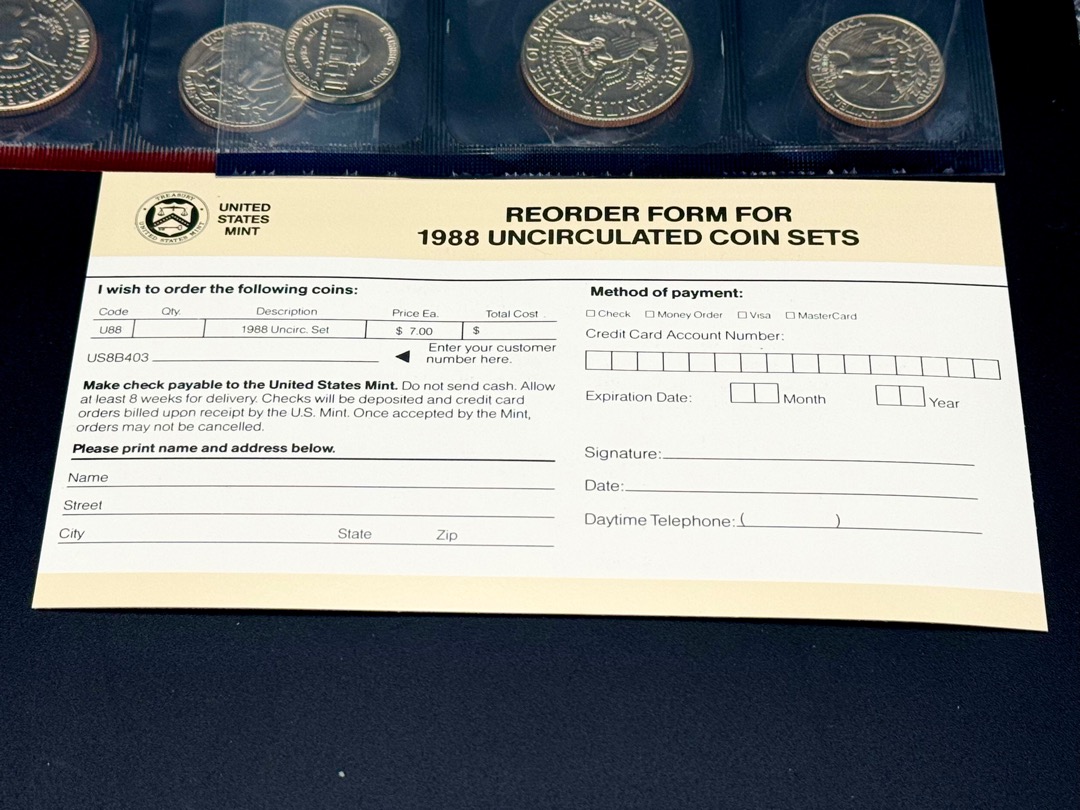 UNITED
STATES
MINT
TREASURY
UNITED STATES MINT
REORDER FORM FOR
1988 UNCIRCULATED COIN SETS
I wish to order the following coins:
Code Qty. Description Price Ea. Total Cost
U88 1988 Uncirc. Set $ 7.00 $
US8B403 Enter your customer
number here.
Make check payable to the United States Mint. Do not send cash. Allow
at least 8 weeks for delivery. Checks will be deposited and credit card
orders billed upon receipt by the U.S. Mint. Once accepted by the Mint,
orders may not be cancelled.
Please print name and address below.
Name
Street
City State Zip
Method of payment:
Check Money Order Visa MasterCard
Credit Card Account Number:
Expiration Date: Month Year
Signature:
Date:
Daytime Telephone: ( )